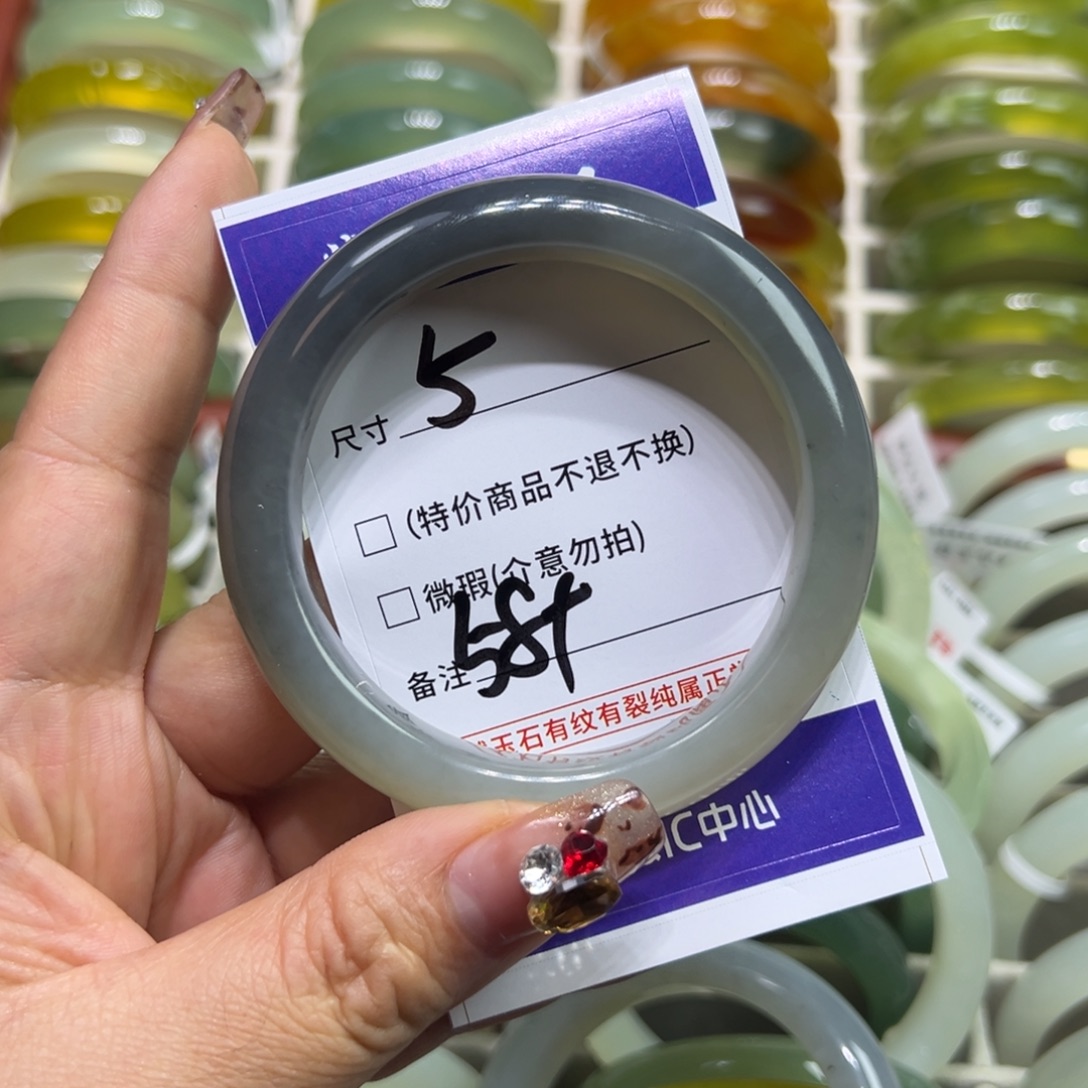 尺寸 5
(特价商品不退不换)
微瑕(介意勿拍)
备注
玉石有纹有裂纯属正
IC中心